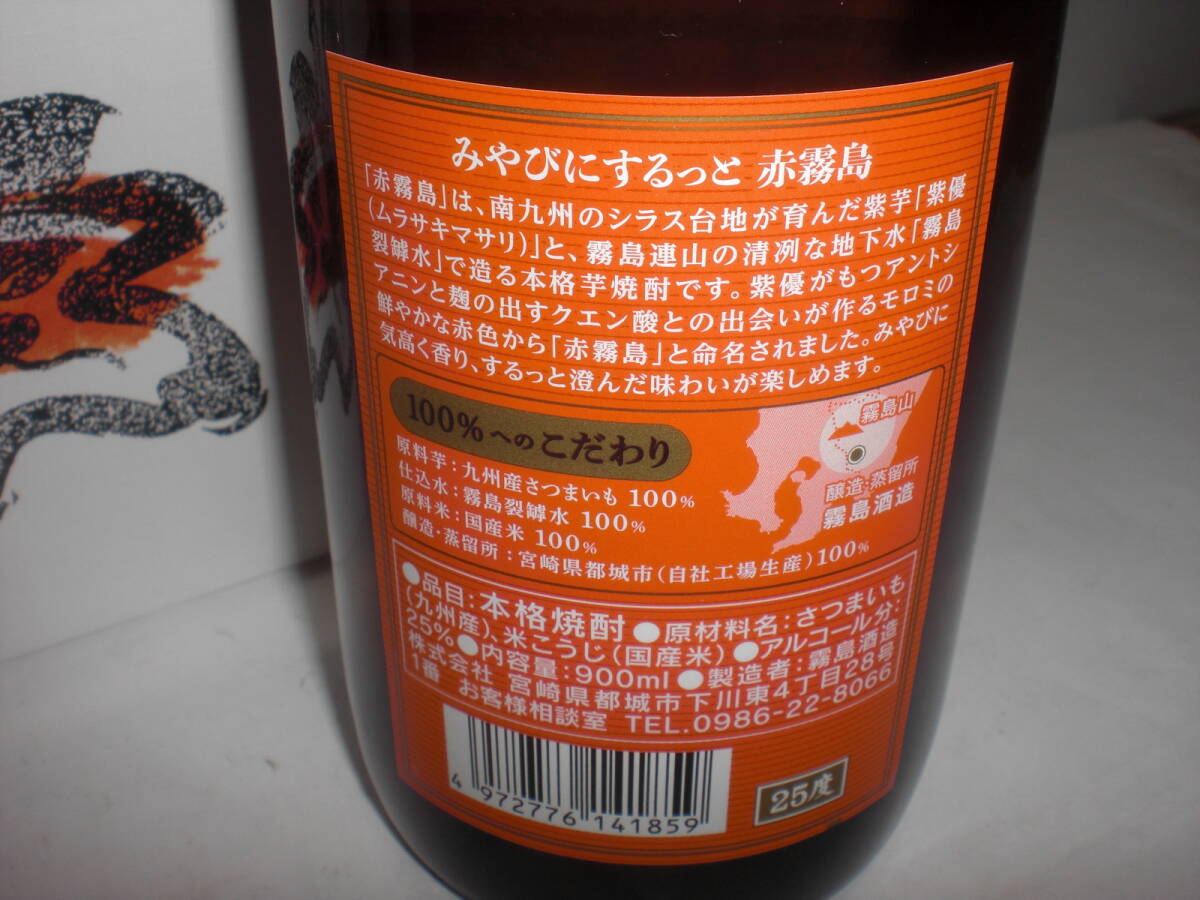 みやびにするっと 赤霧島
「赤霧島」は、南九州のシラス台地が育んだ紫芋「紫優
(ムラサキマサリ)」と、霧島連山の清冽な地下水「霧島
裂罅水」で造る本格芋焼酎です。紫優がもつアントシ
アニンと麹の出すクエン酸との出会いが作るモロミの
鮮やかな赤色から「赤霧島」と命名されました。みやびに
気高く香り、するっと澄んだ味わいが楽しめます。
100%へのこだわり
原料芋:九州産さつまいも 100%
仕込水:霧島裂罅水 100%
原料米:国産米 100%
醸造・蒸留所:宮崎県都城市(自社工場生産)100%
霧島山
醸造・蒸留所
霧島酒造
●品目:本格焼酎●原材料名:さつまいも
(九州産)、米こうじ(国産米)●アルコール分:
25%●内容量:900ml●製造者:霧島酒造
株式会社 宮崎県都城市下川東4丁目28号
1番 お客様相談室 TEL.0986-22-8066
4 972776 141859
25度